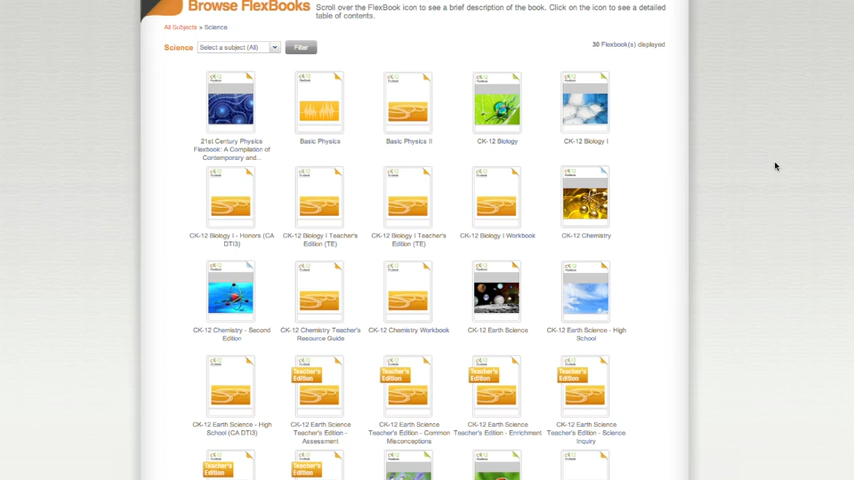 Browse FlexBooks
Scroll over the FlexBook icon to see a brief description of the book. Click on the icon to see a detailed
table of contents.
All Subjects » Science
Science
Select a subject (All)
Filter
30 Flexbook(s) displayed
21st Century Physics
Flexbook: A Compilation of
Contemporary and...
Basic Physics
Basic Physics II
CK-12 Biology
CK-12 Biology I
CK-12 Biology I - Honors (CA
DTI3)
CK-12 Biology I Teacher's
Edition (TE)
CK-12 Biology I Teacher's
Edition (TE)
CK-12 Biology I Workbook
CK-12 Chemistry
CK-12 Chemistry - Second
Edition
CK-12 Chemistry Teacher's
Resource Guide
CK-12 Chemistry Workbook
CK-12 Earth Science
CK-12 Earth Science - High
School
Teacher's
Edition
Teacher's
Edition
Teacher's
Edition
Teacher's
Edition
CK-12 Earth Science - High
School (CA DTI3)
CK-12 Earth Science
Teacher's Edition -
Assessment
CK-12 Earth Science
Teacher's Edition - Common
Misconceptions
CK-12 Earth Science
Teacher's Edition - Enrichment
CK-12 Earth Science
Teacher's Edition - Science
Inquiry
Teacher's
Edition
Teacher's
Edition